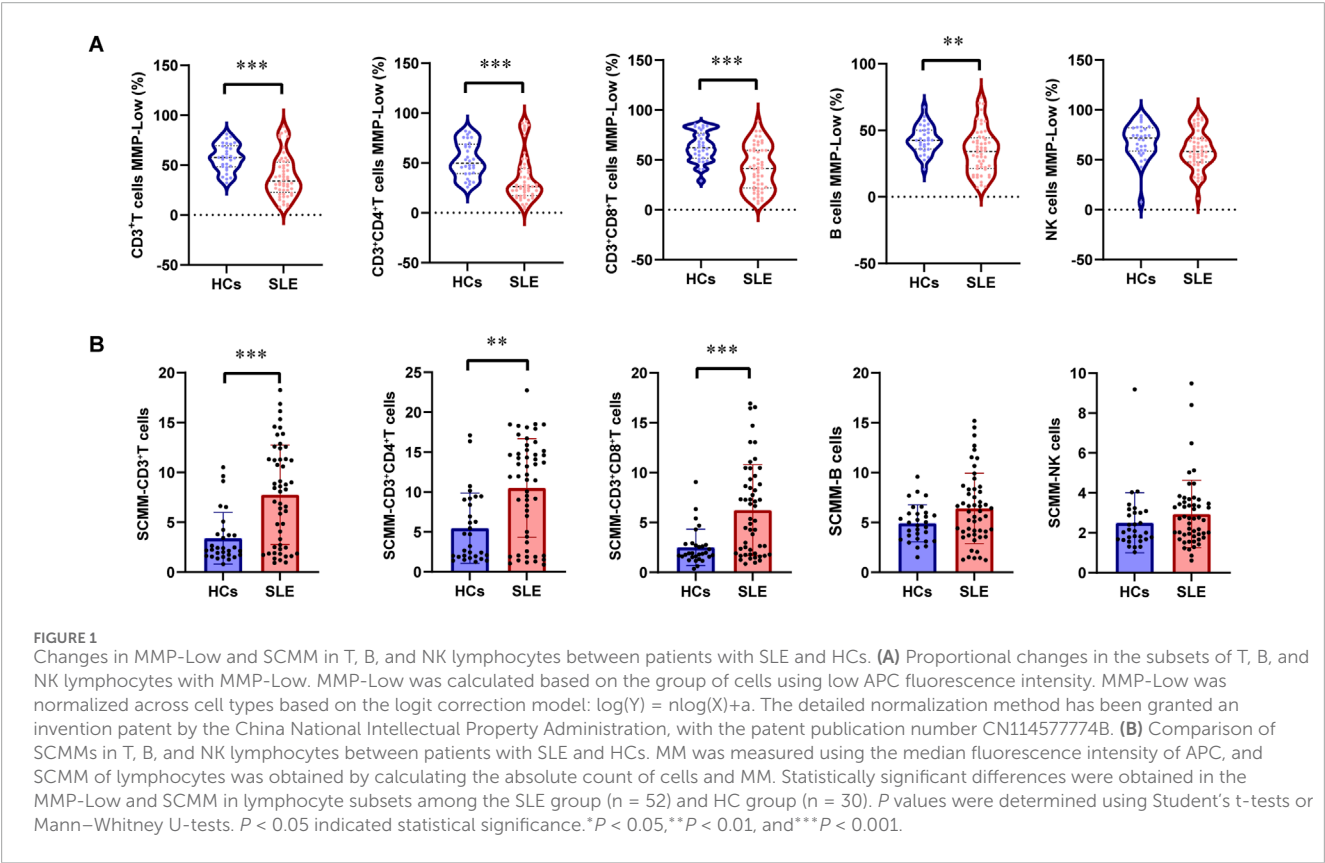 A
CD3⁺T cells MMP-Low (%)
150
100
50
0
-50
***
HCs
SLE
CD3⁺CD4⁺T cells MMP-Low (%)
150
100
50
0
-50
***
HCs
SLE
CD3⁺CD8⁺T cells MMP-Low (%)
150
100
50
0
-50
***
HCs
SLE
B cells MMP-Low (%)
100
50
0
-50
**
HCs
SLE
NK cells MMP-Low (%)
150
100
50
0
-50
HCs
SLE
B
SCMM-CD3⁺T cells
20
15
10
5
0
***
HCs
SLE
SCMM-CD3⁺CD4⁺T cells
25
20
15
10
5
0
**
HCs
SLE
SCMM-CD3⁺CD8⁺T cells
20
15
10
5
0
***
HCs
SLE
SCMM-B cells
20
15
10
5
0
HCs
SLE
SCMM-NK cells
10
8
6
4
2
0
HCs
SLE
FIGURE 1
Changes in MMP-Low and SCMM in T, B, and NK lymphocytes between patients with SLE and HCs. (A) Proportional changes in the subsets of T, B, and
NK lymphocytes with MMP-Low. MMP-Low was calculated based on the group of cells using low APC fluorescence intensity. MMP-Low was
normalized across cell types based on the logit correction model: log(Y) = nlog(X)+a. The detailed normalization method has been granted an
invention patent by the China National Intellectual Property Administration, with the patent publication number CN114577774B. (B) Comparison of
SCMMs in T, B, and NK lymphocytes between patients with SLE and HCs. MM was measured using the median fluorescence intensity of APC, and
SCMM of lymphocytes was obtained by calculating the absolute count of cells and MM. Statistically significant differences were obtained in the
MMP-Low and SCMM in lymphocyte subsets among the SLE group (n = 52) and HC group (n = 30). P values were determined using Student's t-tests or
Mann–Whitney U-tests. P < 0.05 indicated statistical significance.*P < 0.05,**P < 0.01, and***P < 0.001.